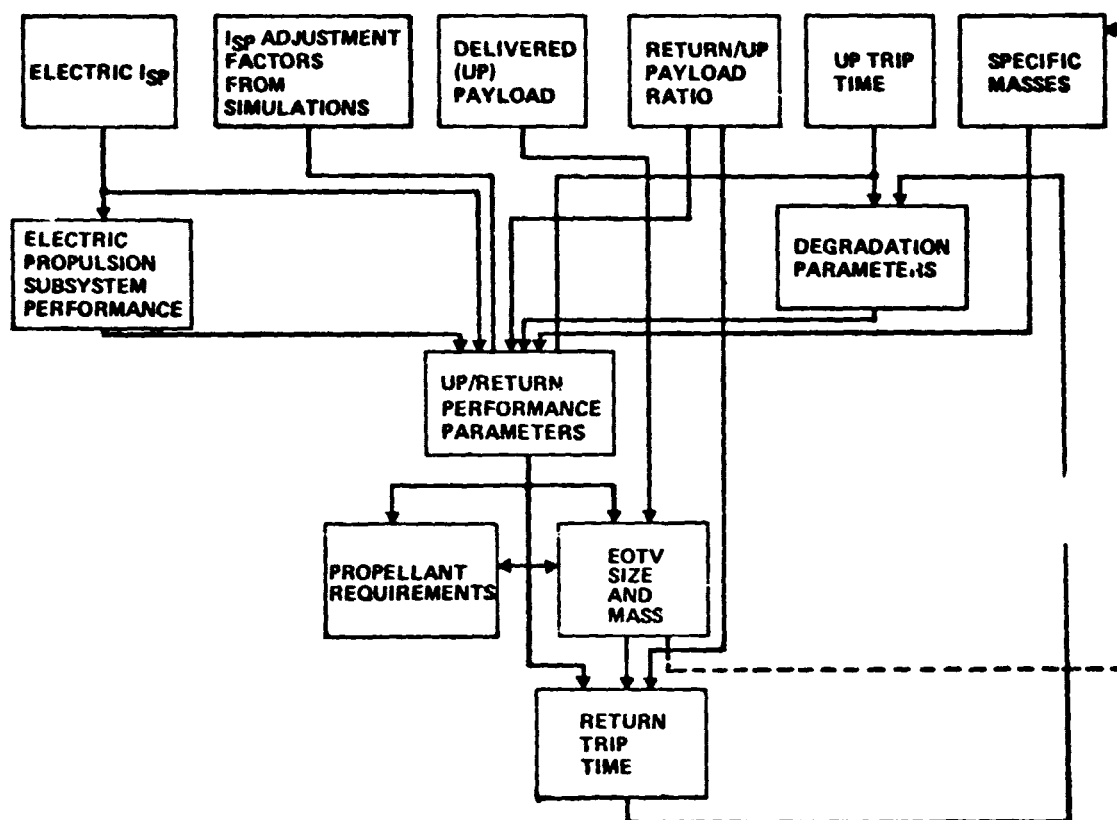 ELECTRIC ISP
ISP ADJUSTMENT
FACTORS
FROM
SIMULATIONS
DELIVERED
(UP)
PAYLOAD
RETURN/UP
PAYLOAD
RATIO
UP TRIP
TIME
SPECIFIC
MASSES
ELECTRIC
PROPULSION
SUBSYSTEM
PERFORMANCE
DEGRADATION
PARAMETERS
UP/RETURN
PERFORMANCE
PARAMETERS
PROPELLANT
REQUIREMENTS
EOTV
SIZE
AND
MASS
RETURN
TRIP
TIME